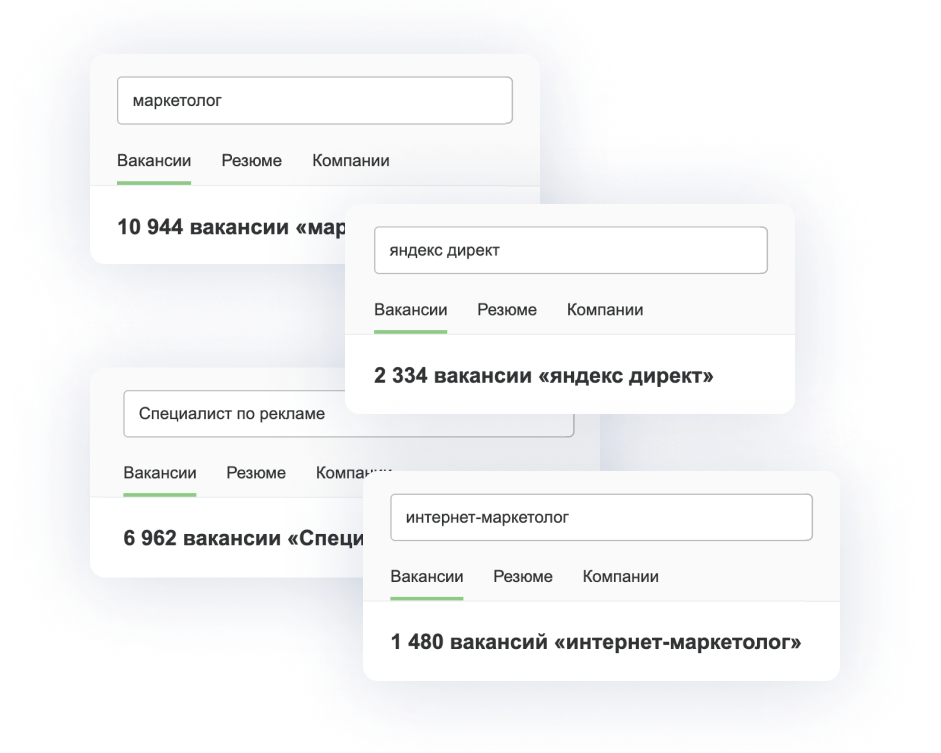 маркетолог
Вакансии Резюме Компании
10 944 вакансии «мар
яндекс директ
Вакансии Резюме Компании
2 334 вакансии «яндекс директ»
Специалист по рекламе
Вакансии Резюме Компании
6 962 вакансии «Специ
интернет-маркетолог
Вакансии Резюме Компании
1 480 вакансий «интернет-маркетолог»